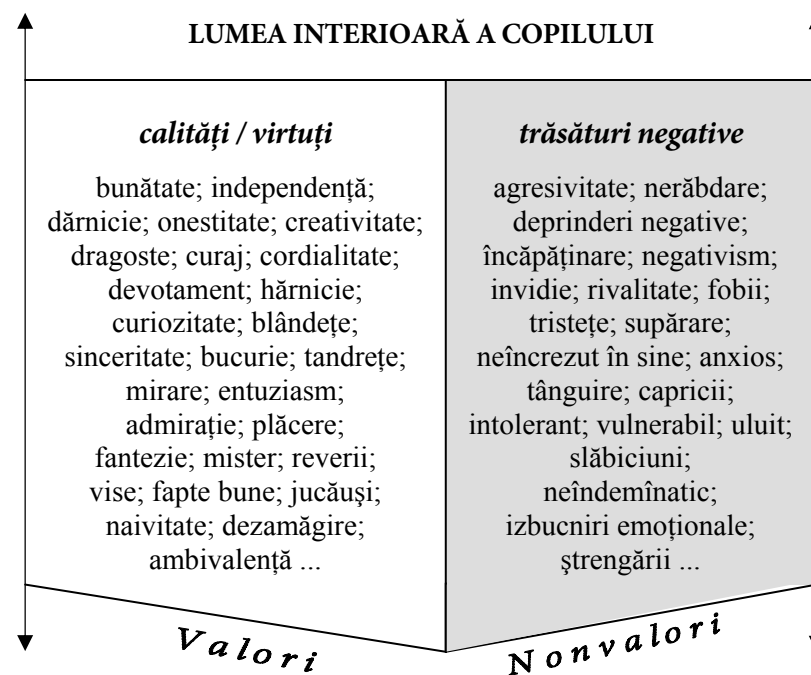 LUMEA INTERIOARĂ A COPILULUI
calități / virtuți
bunătate; independență;
dărnicie; onestitate; creativitate;
dragoste; curaj; cordialitate;
devotament; hărnicie;
curiozitate; blândețe;
sinceritate; bucurie; tandrețe;
mirare; entuziasm;
admirație; plăcere;
fantezie; mister; reverii;
vise; fapte bune; jucăuşi;
naivitate; dezamăgire;
ambivalență ...
trăsături negative
agresivitate; nerăbdare;
deprinderi negative;
încăpăținare; negativism;
invidie; rivalitate; fobii;
tristețe; supărare;
neîncrezut în sine; anxios;
tânguire; capricii;
intolerant; vulnerabil; uluit;
slăbiciuni;
neîndemînatic;
izbucniri emoționale;
ştrengării ...
Valori
Nonvalori